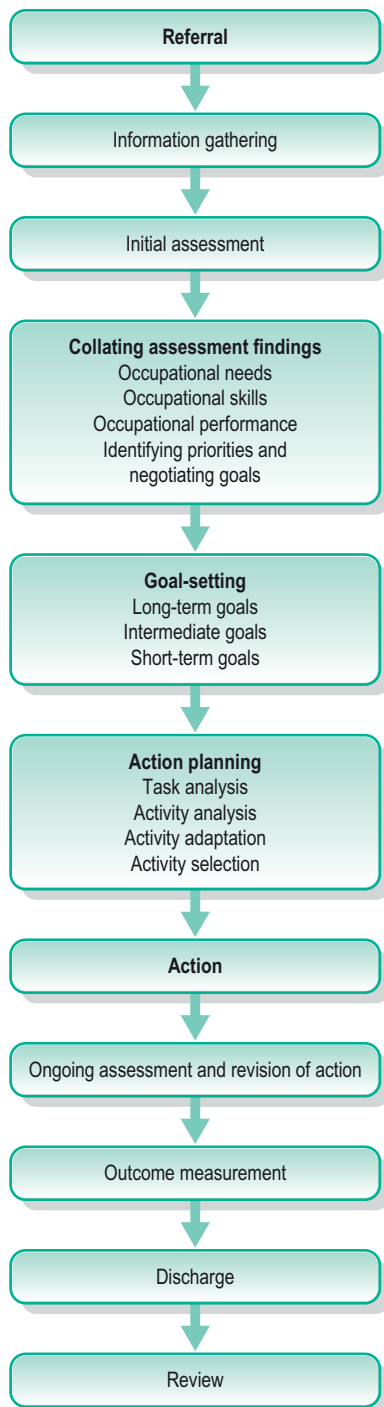 Referral
Information gathering
Initial assessment
Collating assessment findings
Occupational needs
Occupational skills
Occupational performance
Identifying priorities and
negotiating goals
Goal-setting
Long-term goals
Intermediate goals
Short-term goals
Action planning
Task analysis
Activity analysis
Activity adaptation
Activity selection
Action
Ongoing assessment and revision of action
Outcome measurement
Discharge
Review